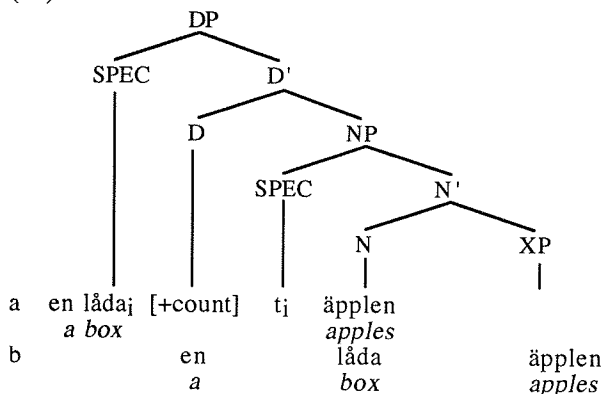 DP
SPEC D'
D NP
SPEC N'
N XP
a en lådai [+count] ti äpplen
a box apples
b en låda äpplen
a box apples